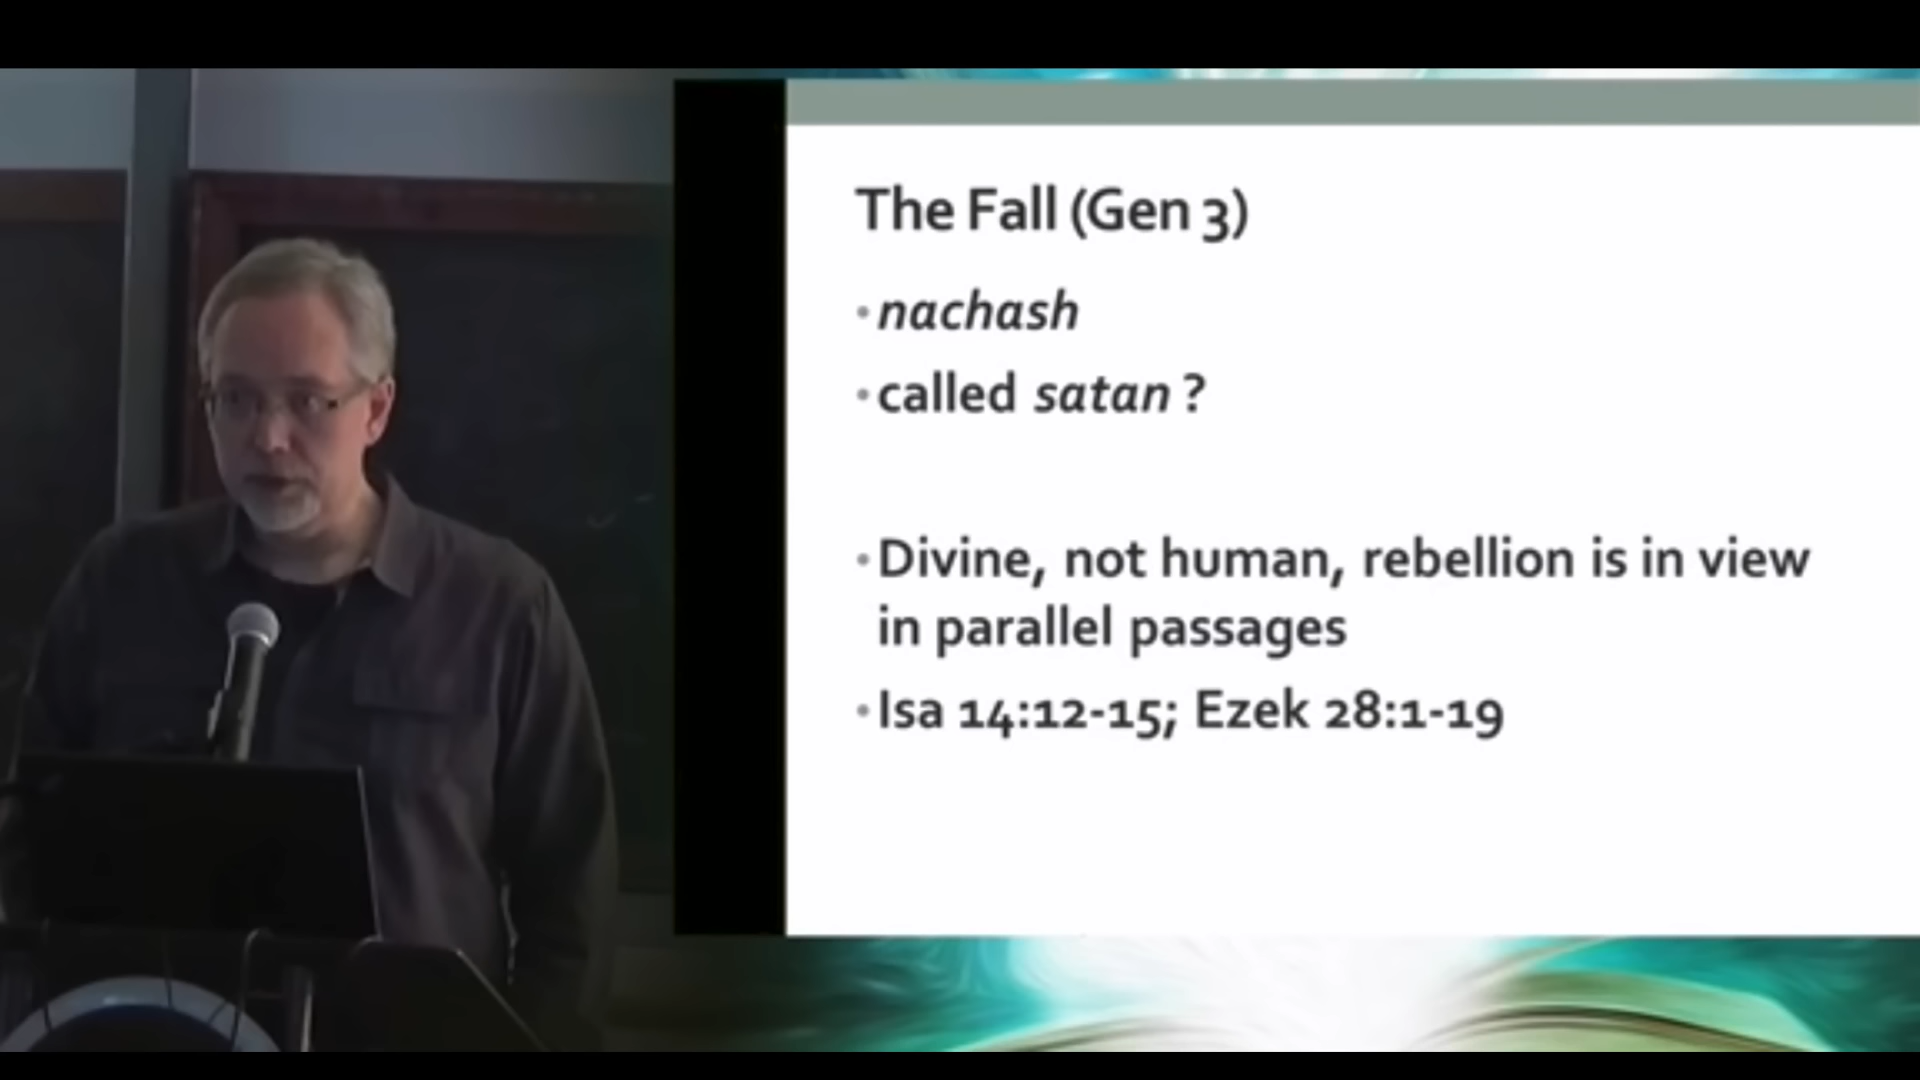 The Fall (Gen 3)
•nachash
•called satan ?
•Divine, not human, rebellion is in view
in parallel passages
•Isa 14:12-15; Ezek 28:1-19